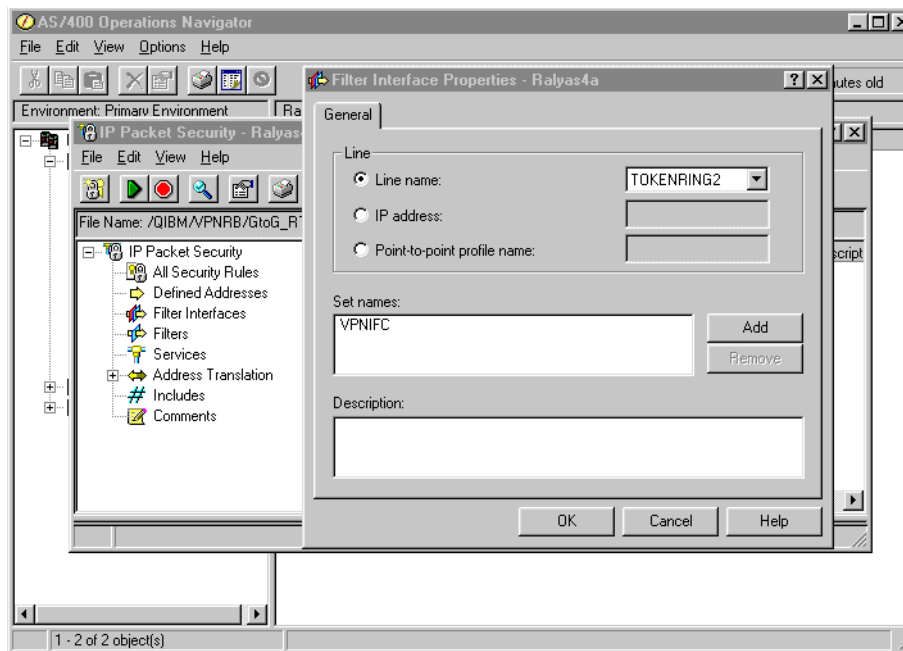 AS/400 Operations Navigator
File Edit View Options Help
utes old
Environment: Primary Environment
IP Packet Security - Ralyas
File Edit View Help
File Name: /QIBM/VPNRB/GtoG_R
IP Packet Security
All Security Rules
Defined Addresses
Filter Interfaces
Filters
Services
Address Translation
Includes
Comments
script
Filter Interface Properties - Ralyas4a
General
Line
Line name: TOKENRING2
IP address:
Point-to-point profile name:
Set names:
VPNIFC
Add
Remove
Description:
OK Cancel Help
1 - 2 of 2 object(s)